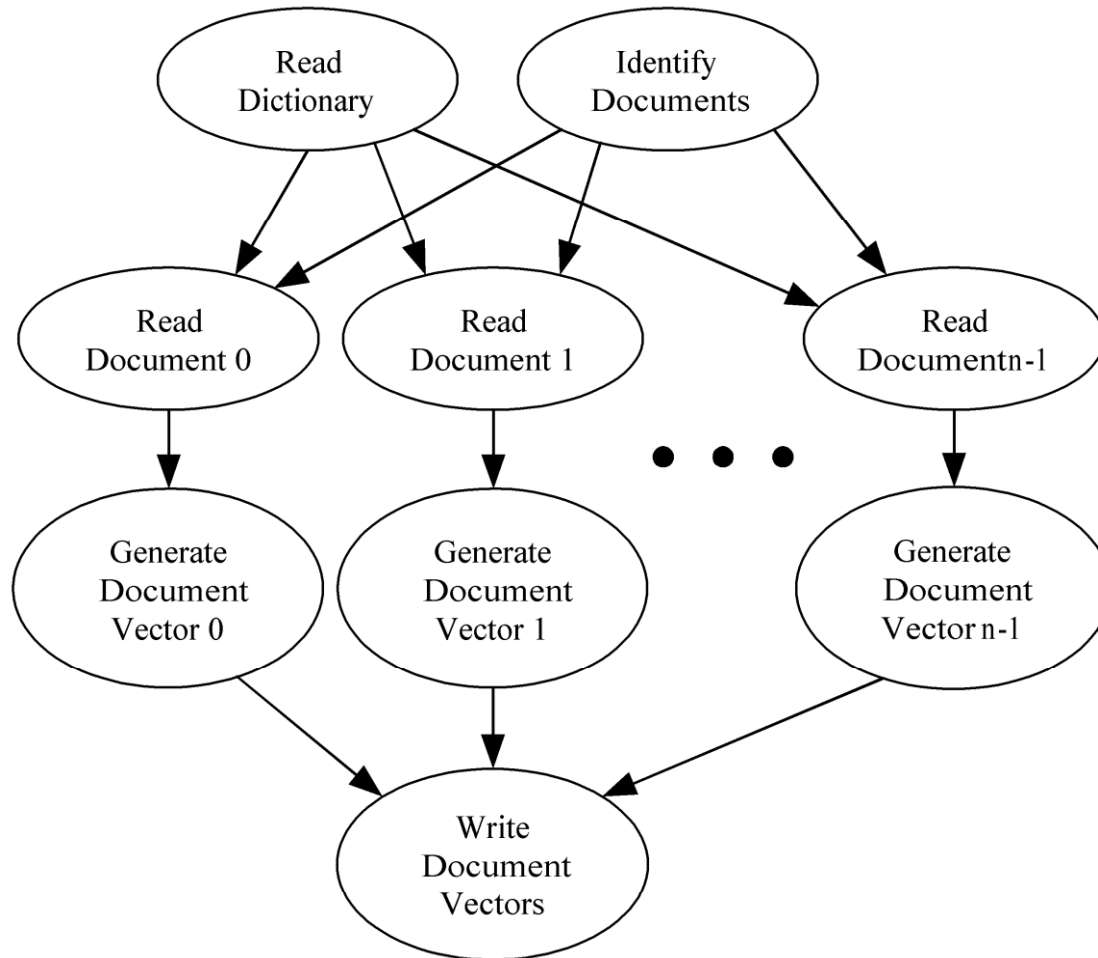 Read
Dictionary
Identify
Documents
Read
Document 0
Read
Document 1
Read
Documentn-1
Generate
Document
Vector 0
Generate
Document
Vector 1
Generate
Document
Vector n-1
Write
Document
Vectors